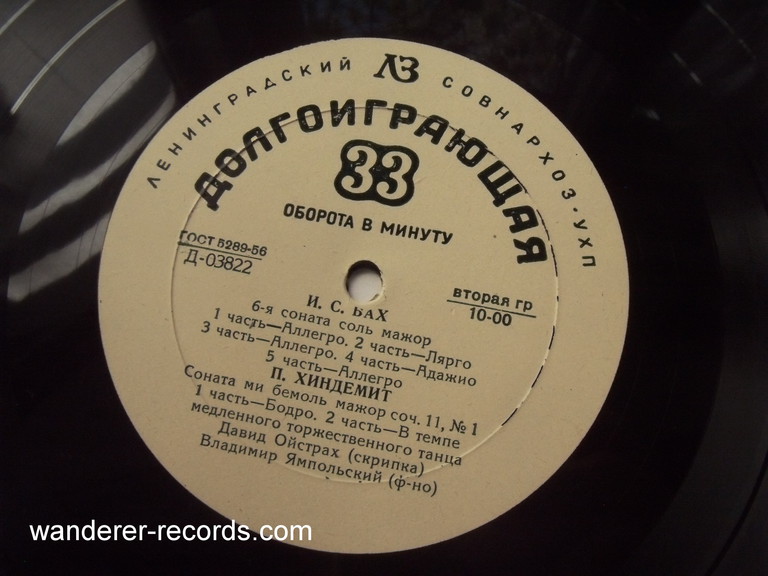 ЛЕНИНГРАДСКИЙ ЛЗ СОВНАРХОЗ·УХП
ДОЛГОИГРАЮЩАЯ
33
ОБОРОТА В МИНУТУ
ГОСТ 5289-56
Д-03822
вторая гр
10-00
И. С. БАХ
6-я соната соль мажор
1 часть—Аллегро. 2 часть—Лярго
3 часть—Аллегро. 4 часть—Адажио
5 часть—Аллегро
П. ХИНДЕМИТ
Соната ми бемоль мажор соч. 11, № 1
1 часть—Бодро. 2 часть—В темпе
медленного торжественного танца
Давид Ойстрах (скрипка)
Владимир Ямпольский (ф-но)
wanderer-records.com